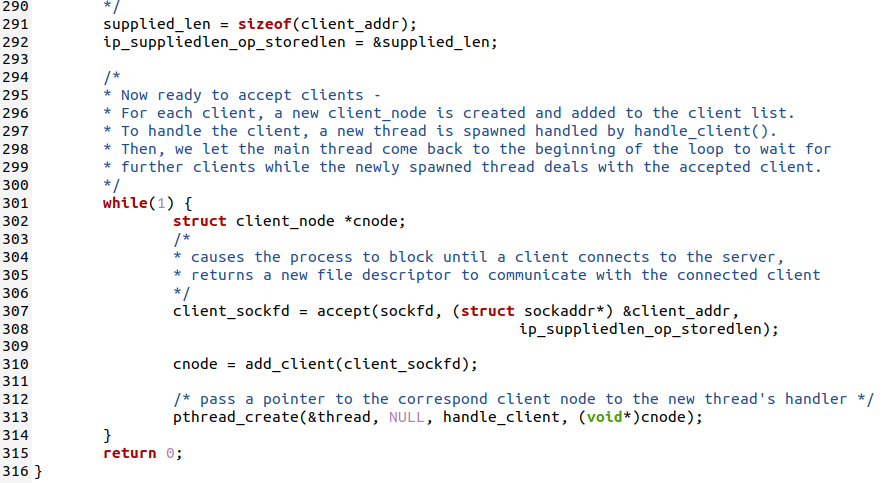 290         */
291         supplied_len = sizeof(client_addr);
292         ip_suppliedlen_op_storedlen = &supplied_len;
293
294         /*
295         * Now ready to accept clients -
296         * For each client, a new client_node is created and added to the client list.
297         * To handle the client, a new thread is spawned handled by handle_client().
298         * Then, we let the main thread come back to the beginning of the loop to wait for
299         * further clients while the newly spawned thread deals with the accepted client.
300         */
301         while(1) {
302                 struct client_node *cnode;
303                 /*
304                 * causes the process to block until a client connects to the server,
305                 * returns a new file descriptor to communicate with the connected client
306                 */
307                 client_sockfd = accept(sockfd, (struct sockaddr*) &client_addr,
308                                                         ip_suppliedlen_op_storedlen);
309
310                 cnode = add_client(client_sockfd);
311
312                 /* pass a pointer to the correspond client node to the new thread's handler */
313                 pthread_create(&thread, NULL, handle_client, (void*)cnode);
314         }
315         return 0;
316 }